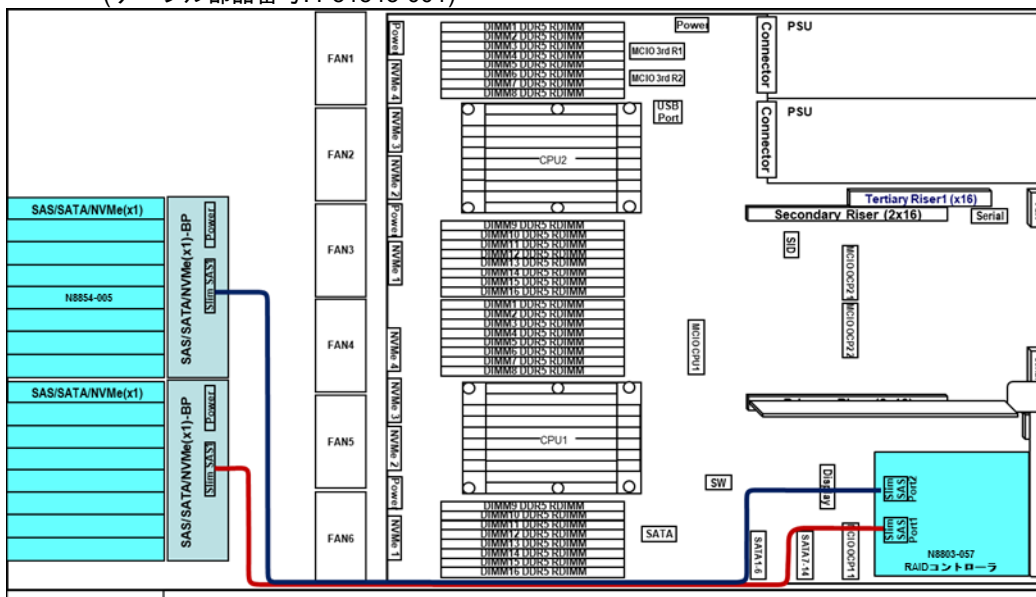 FAN1
FAN2
FAN3
FAN4
FAN5
FAN6
SAS/SATA/NVMe(x1)
N8854-005
SAS/SATA/NVMe(x1)
SAS/SATA/NVMe(x1)-BP
Power
Slim SAS1
SAS/SATA/NVMe(x1)-BP
Power
Slim SAS1
Power
NVMe 4
NVMe 3
NVMe 2
Power
NVMe 1
NVMe 4
NVMe 3
NVMe 2
Power
NVMe 1
DIMM1 DDR5 RDIMM
DIMM2 DDR5 RDIMM
DIMM3 DDR5 RDIMM
DIMM4 DDR5 RDIMM
DIMM5 DDR5 RDIMM
DIMM6 DDR5 RDIMM
DIMM7 DDR5 RDIMM
DIMM8 DDR5 RDIMM
CPU2
DIMM9 DDR5 RDIMM
DIMM10 DDR5 RDIMM
DIMM11 DDR5 RDIMM
DIMM12 DDR5 RDIMM
DIMM13 DDR5 RDIMM
DIMM14 DDR5 RDIMM
DIMM15 DDR5 RDIMM
DIMM16 DDR5 RDIMM
DIMM1 DDR5 RDIMM
DIMM2 DDR5 RDIMM
DIMM3 DDR5 RDIMM
DIMM4 DDR5 RDIMM
DIMM5 DDR5 RDIMM
DIMM6 DDR5 RDIMM
DIMM7 DDR5 RDIMM
DIMM8 DDR5 RDIMM
CPU1
DIMM9 DDR5 RDIMM
DIMM10 DDR5 RDIMM
DIMM11 DDR5 RDIMM
DIMM12 DDR5 RDIMM
DIMM13 DDR5 RDIMM
DIMM14 DDR5 RDIMM
DIMM15 DDR5 RDIMM
DIMM16 DDR5 RDIMM
Power
MCIO 3rd R1
MCIO 3rd R2
USB
Port
Connector
PSU
Connector
PSU
Tertiary Riser1 (x16)
Secondary Riser (2x16)
Serial
SID
MCIO OCP21
MCIO OCP22
MCIO CPU1
SW
Display
SATA
SATA1-6
SATA7-14
MCIO OCP11
Slim
SAS
Port2
Slim
SAS
Port1
N8803-057
RAIDコントローラ